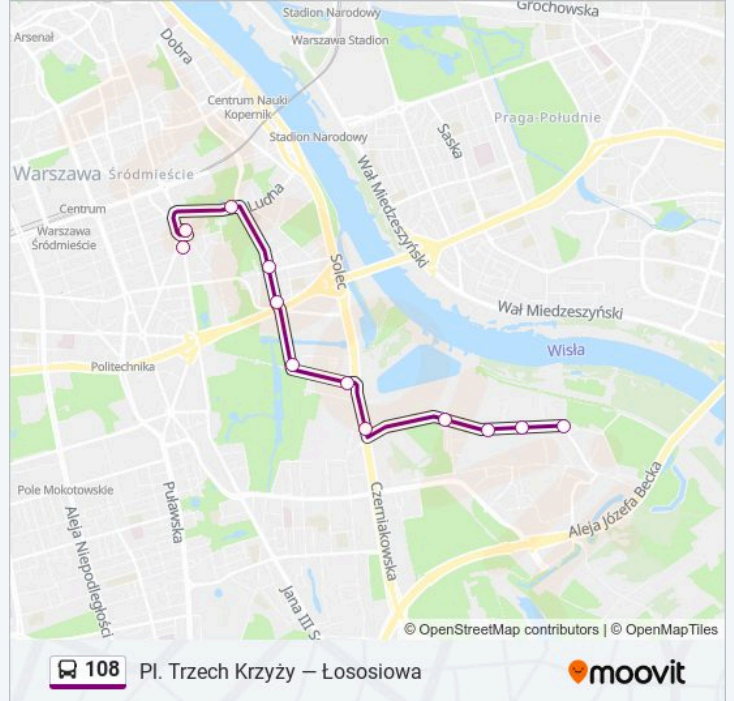 Stadion Narodowy
Grochowska
Warszawa Stadion
Arsenał
Dobra
Centrum Nauki
Kopernik
Stadion Narodowy
Saska
Praga-Południe
Warszawa Śródmieście
Wał Miedzeszyński
Ludna
Centrum
Warszawa
Śródmieście
Solec
Wał Miedzeszyński
Wisła
Politechnika
Pole Mokotowskie
Puławska
Aleja Niepodległości
Czerniakowska
Aleja Józefa Becka
Jana III S
© OpenStreetMap contributors | © OpenMapTiles
108 Pl. Trzech Krzyży — Łososiowa
moovit